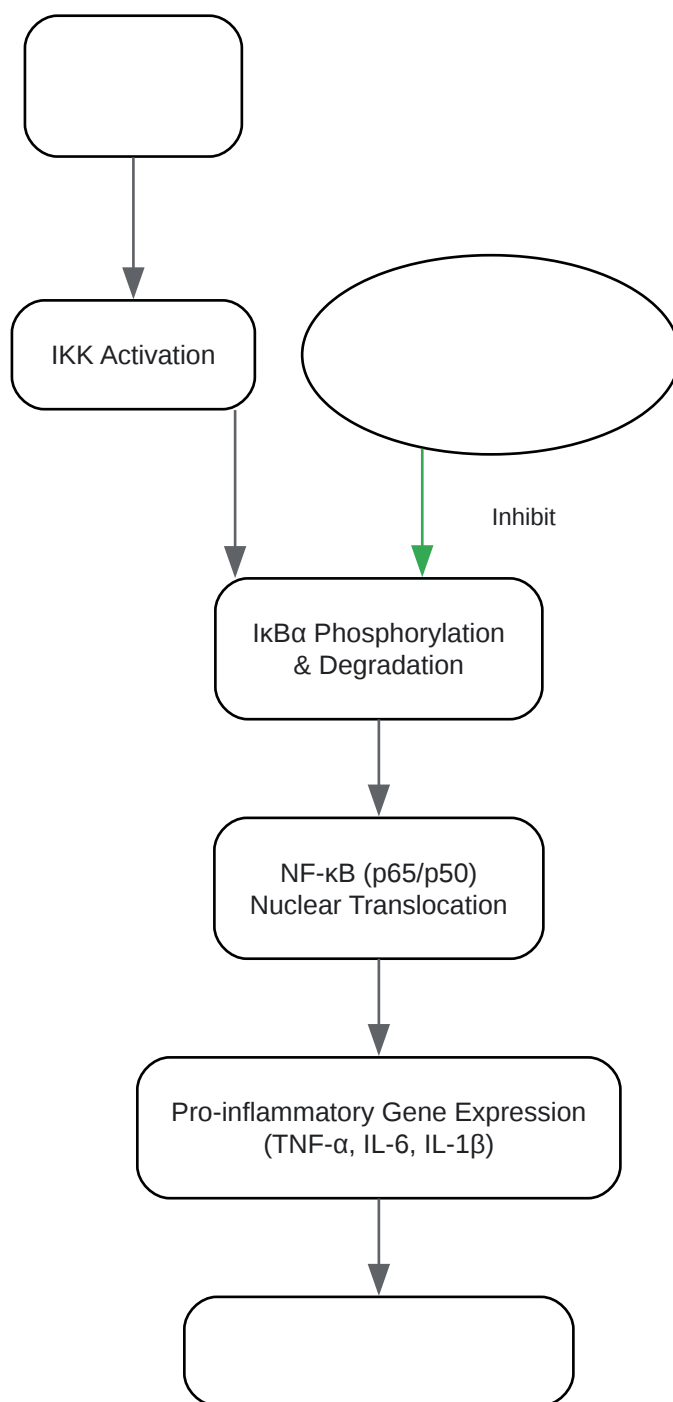 IKK Activation
Inhibit
IκBα Phosphorylation
& Degradation
NF-κB (p65/p50)
Nuclear Translocation
Pro-inflammatory Gene Expression
(TNF-α, IL-6, IL-1β)